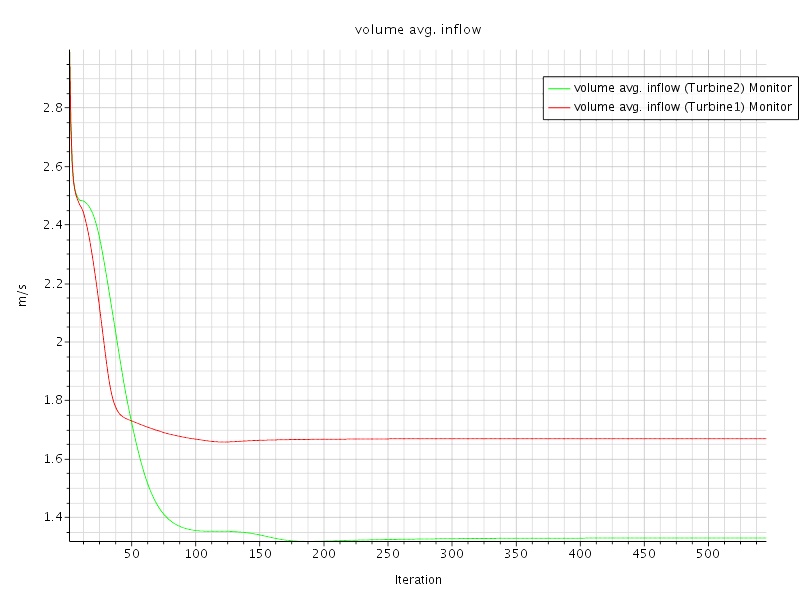 volume avg. inflow
volume avg. inflow (Turbine2) Monitor
volume avg. inflow (Turbine1) Monitor
2.8
2.6
2.4
2.2
2
1.8
1.6
1.4
m/s
50 100 150 200 250 300 350 400 450 500
Iteration